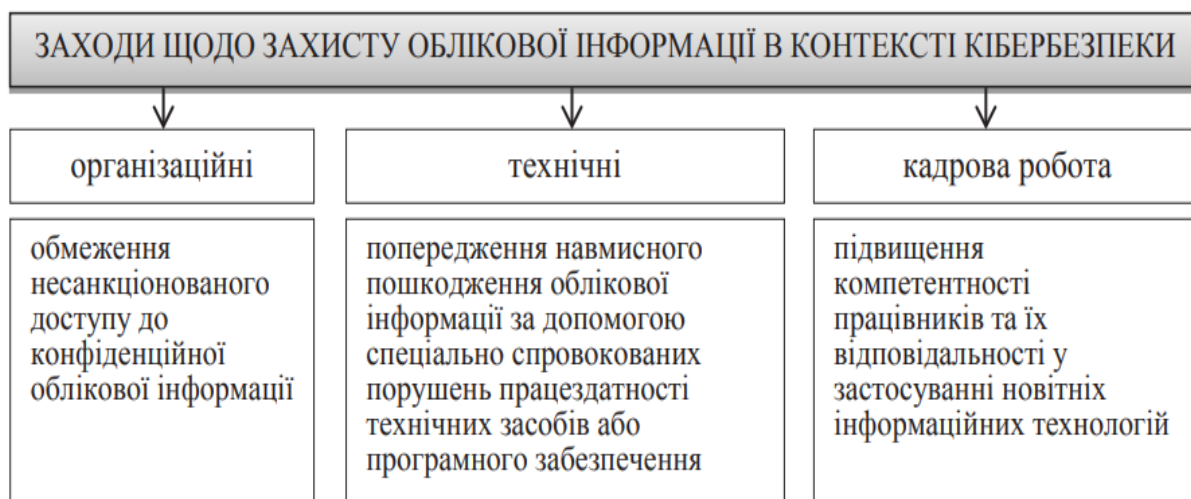 ЗАХОДИ ЩОДО ЗАХИСТУ ОБЛІКОВОЇ ІНФОРМАЦІЇ В КОНТЕКСТІ КІБЕРБЕЗПЕКИ
організаційні
обмеження
несанкціонованого
доступу до
конфіденційної
облікової інформації
технічні
попередження навмисного
пошкодження облікової
інформації за допомогою
спеціально спровокованих
порушень працездатності
технічних засобів або
програмного забезпечення
кадрова робота
підвищення
компетентності
працівників та їх
відповідальності у
застосуванні новітніх
інформаційних технологій